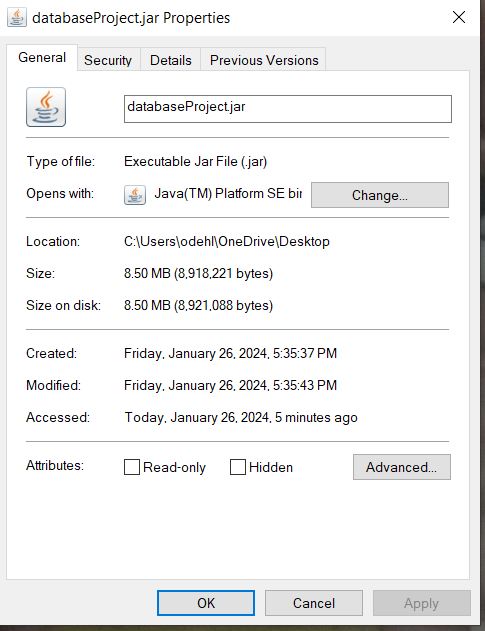 databaseProject.jar Properties
General
Security
Details
Previous Versions
databaseProject.jar
Type of file: Executable Jar File (.jar)
Opens with: Java(TM) Platform SE bir Change...
Location: C:\Users\odehl\OneDrive\Desktop
Size: 8.50 MB (8,918,221 bytes)
Size on disk: 8.50 MB (8,921,088 bytes)
Created: Friday, January 26, 2024, 5:35:37 PM
Modified: Friday, January 26, 2024, 5:35:43 PM
Accessed: Today, January 26, 2024, 5 minutes ago
Attributes: Read-only Hidden Advanced...
OK Cancel Apply